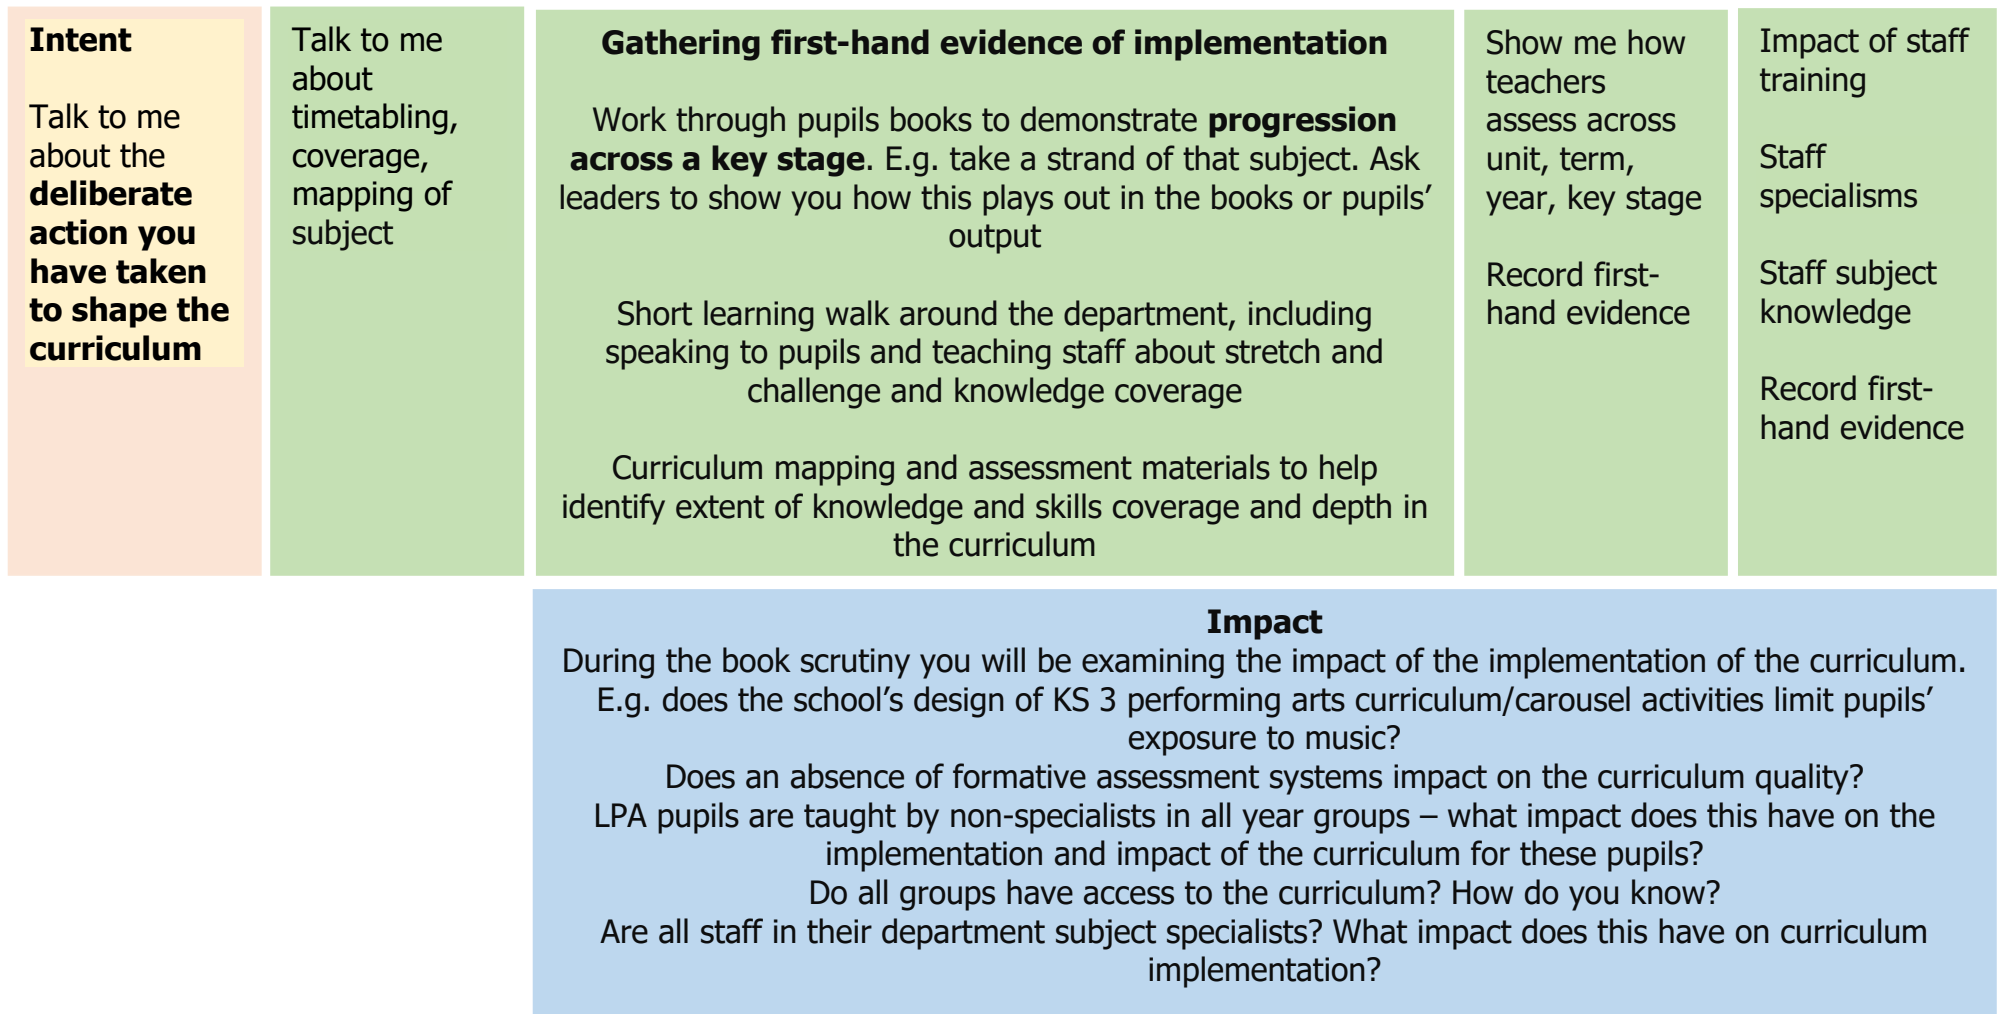 Intent
Talk to me
about the
deliberate
action you
have taken
to shape the
curriculum
Talk to me
about
timetabling,
coverage,
mapping of
subject
Gathering first-hand evidence of implementation
Work through pupils books to demonstrate progression
across a key stage. E.g. take a strand of that subject. Ask
leaders to show you how this plays out in the books or pupils’
output
Short learning walk around the department, including
speaking to pupils and teaching staff about stretch and
challenge and knowledge coverage
Curriculum mapping and assessment materials to help
identify extent of knowledge and skills coverage and depth in
the curriculum
Show me how
teachers
assess across
unit, term,
year, key stage
Record first-
hand evidence
Impact of staff
training
Staff
specialisms
Staff subject
knowledge
Record first-
hand evidence
Impact
During the book scrutiny you will be examining the impact of the implementation of the curriculum.
E.g. does the school’s design of KS 3 performing arts curriculum/carousel activities limit pupils’
exposure to music?
Does an absence of formative assessment systems impact on the curriculum quality?
LPA pupils are taught by non-specialists in all year groups – what impact does this have on the
implementation and impact of the curriculum for these pupils?
Do all groups have access to the curriculum? How do you know?
Are all staff in their department subject specialists? What impact does this have on curriculum
implementation?